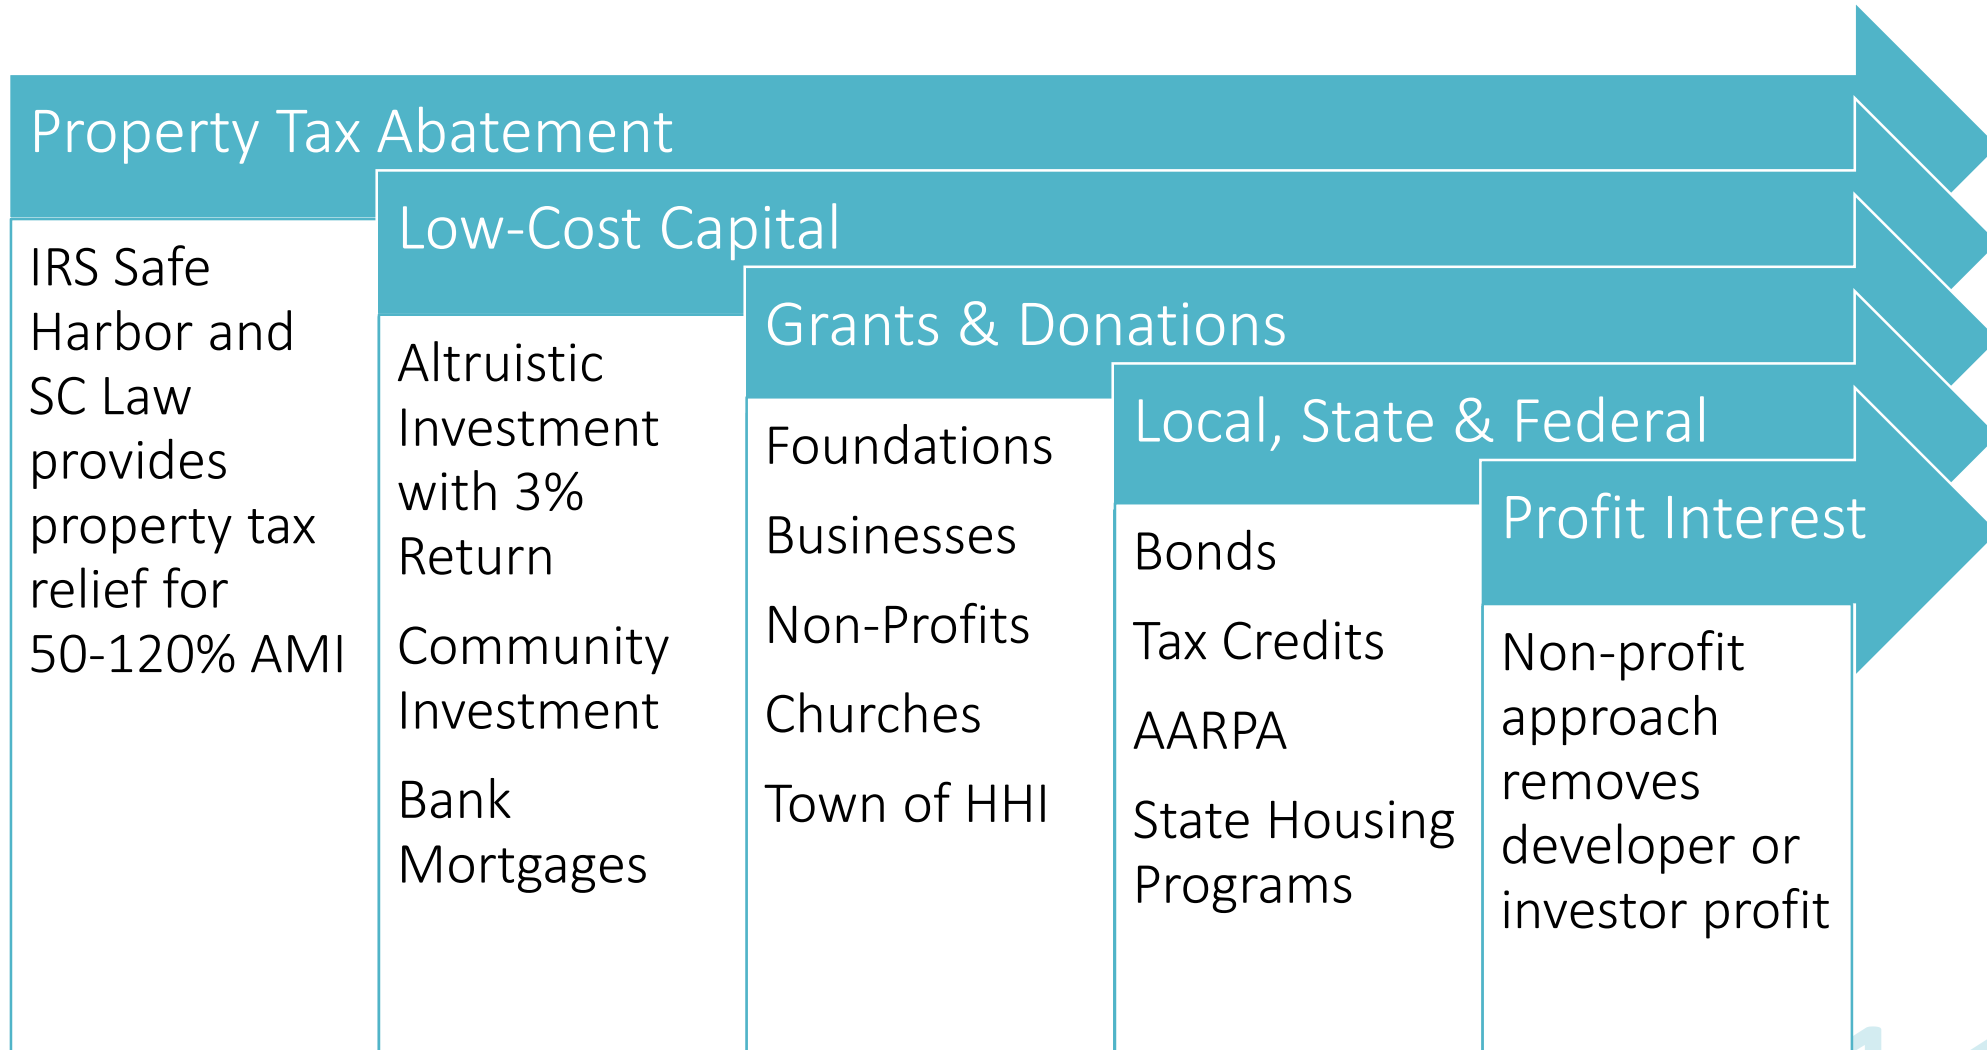 Property Tax Abatement
IRS Safe
Harbor and
SC Law
provides
property tax
relief for
50-120% AMI
Low-Cost Capital
Altruistic
Investment
with 3%
Return
Community
Investment
Bank
Mortgages
Grants & Donations
Foundations
Businesses
Non-Profits
Churches
Town of HHI
Local, State & Federal
Bonds
Tax Credits
AARPA
State Housing
Programs
Profit Interest
Non-profit
approach
removes
developer or
investor profit